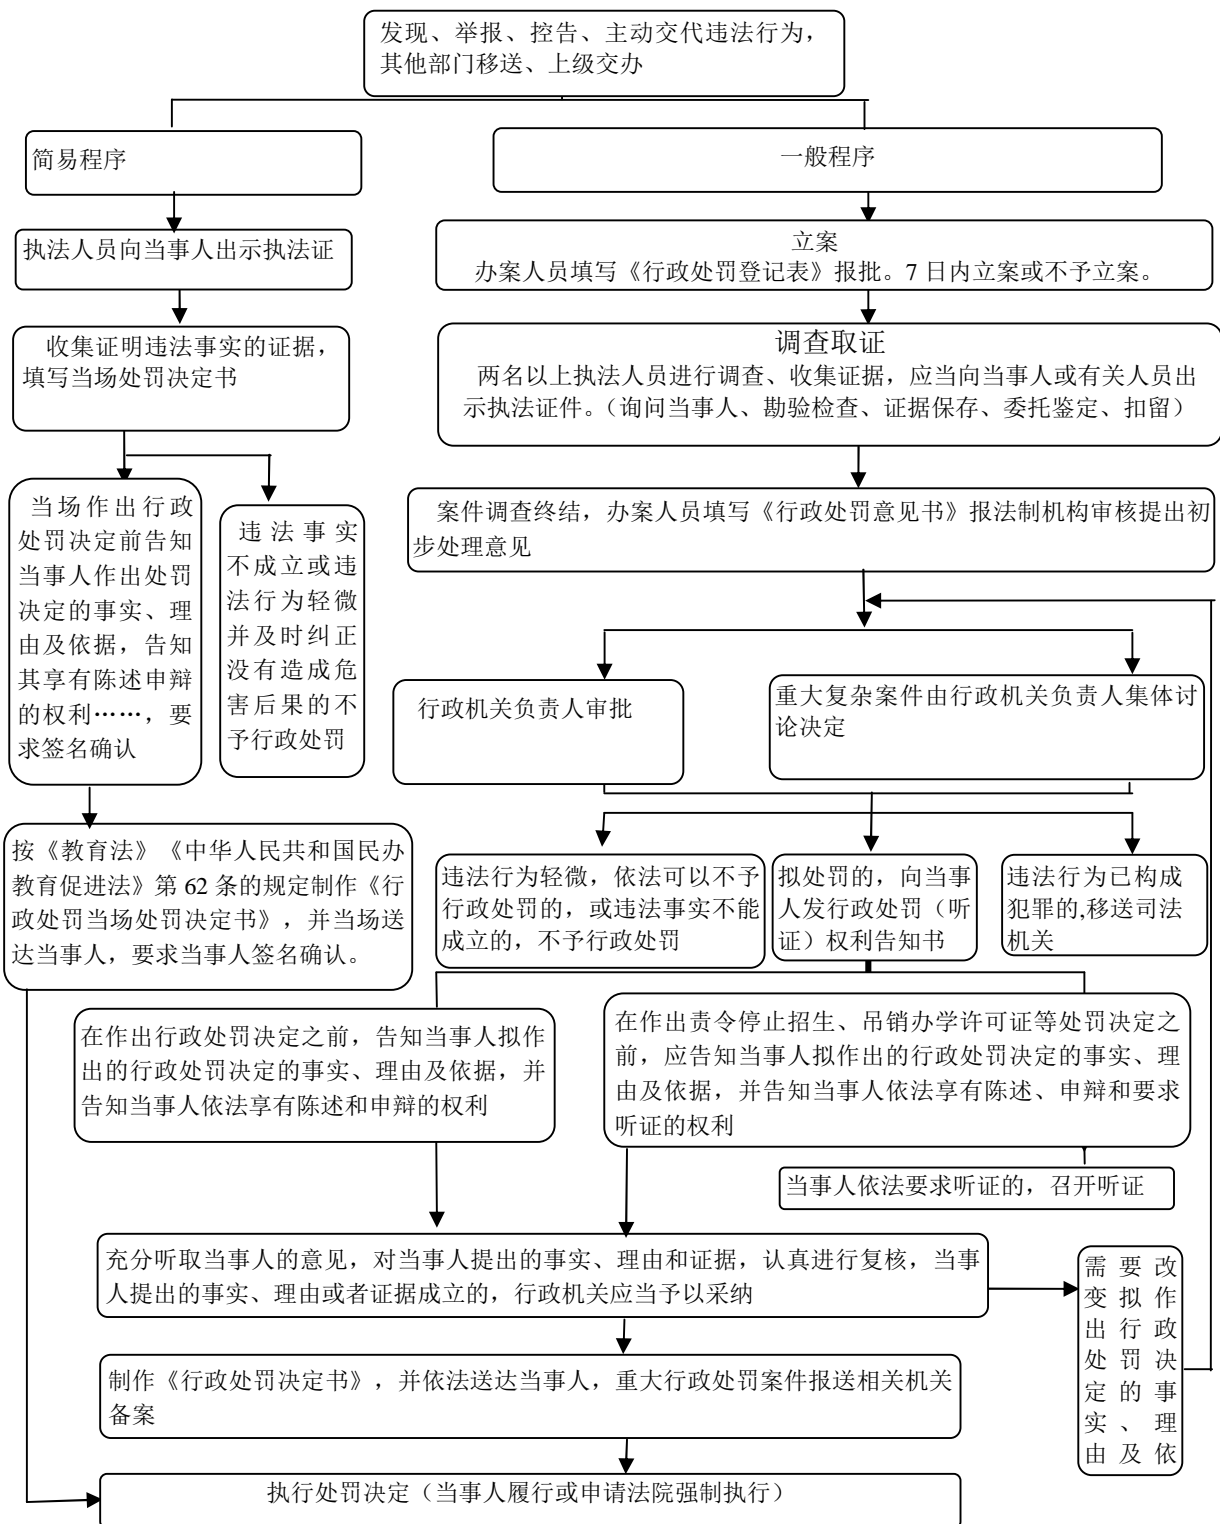 发现、举报、控告、主动交代违法行为，
其他部门移送、上级交办
简易程序
一般程序
执法人员向当事人出示执法证
立案
办案人员填写《行政处罚登记表》报批。7 日内立案或不予立案。
收集证明违法事实的证据，
填写当场处罚决定书
调查取证
两名以上执法人员进行调查、收集证据，应当向当事人或有关人员出
示执法证件。（询问当事人、勘验检查、证据保存、委托鉴定、扣留）
当场作出行政
处罚决定前告知
当事人作出处罚
决定的事实、理
由及依据，告知
其享有陈述申辩
的权利……，要
求签名确认
违法事实
不成立或违
法行为轻微
并及时纠正
没有造成危
害后果的不
予行政处罚
案件调查终结，办案人员填写《行政处罚意见书》报法制机构审核提出初
步处理意见
行政机关负责人审批
重大复杂案件由行政机关负责人集体讨
论决定
按《教育法》《中华人民共和国民办
教育促进法》第 62 条的规定制作《行
政处罚当场处罚决定书》，并当场送
达当事人，要求当事人签名确认。
违法行为轻微，依法可以不予
行政处罚的，或违法事实不能
成立的，不予行政处罚
拟处罚的，向当事
人发行政处罚（听
证）权利告知书
违法行为已构成
犯罪的,移送司法
机关
在作出行政处罚决定之前，告知当事人拟作
出的行政处罚决定的事实、理由及依据，并
告知当事人依法享有陈述和申辩的权利
在作出责令停止招生、吊销办学许可证等处罚决定之
前，应告知当事人拟作出的行政处罚决定的事实、理
由及依据，并告知当事人依法享有陈述、申辩和要求
听证的权利
当事人依法要求听证的，召开听证
充分听取当事人的意见，对当事人提出的事实、理由和证据，认真进行复核，当事
人提出的事实、理由或者证据成立的，行政机关应当予以采纳
需要改
变拟作
出行政
处罚决
定的事
实、理
由及依
制作《行政处罚决定书》，并依法送达当事人，重大行政处罚案件报送相关机关
备案
执行处罚决定（当事人履行或申请法院强制执行）